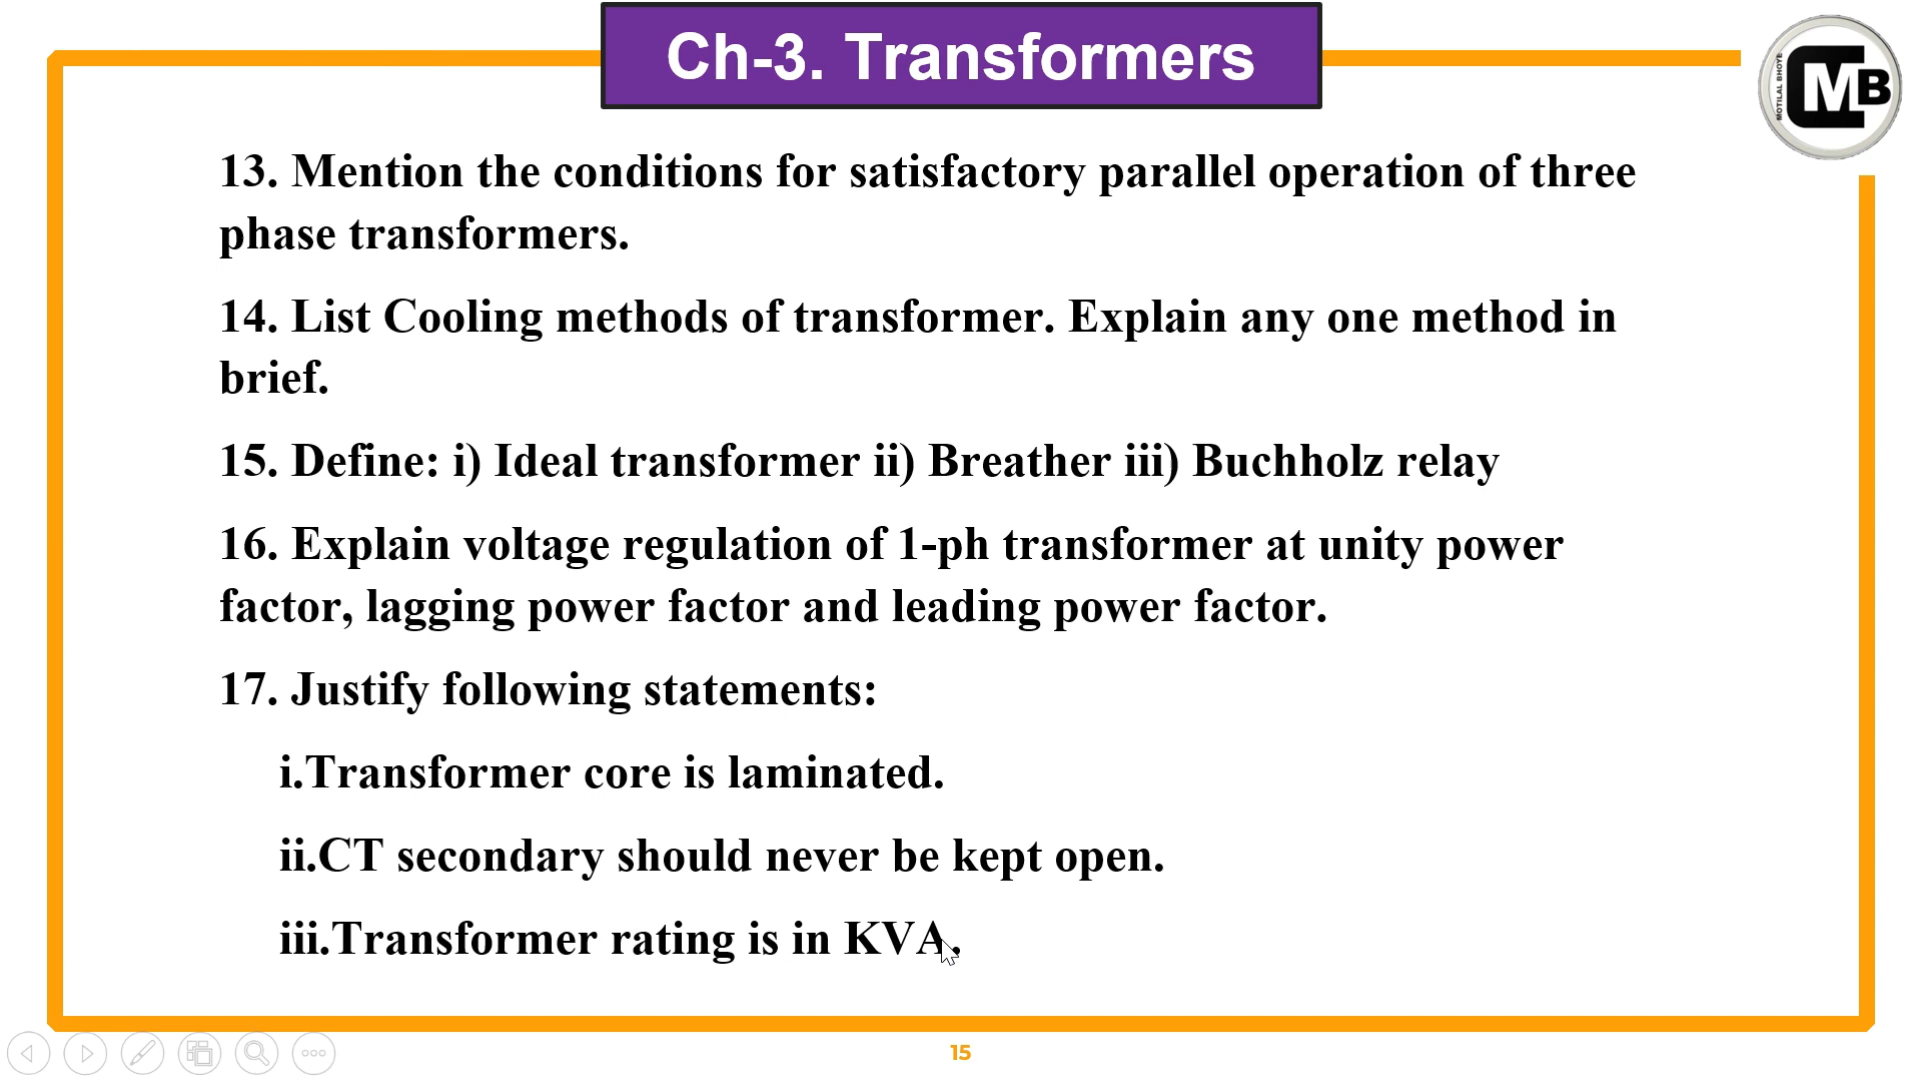 Ch-3. Transformers
MOTILAL BHOYE
CMB
13. Mention the conditions for satisfactory parallel operation of three
phase transformers.
14. List Cooling methods of transformer. Explain any one method in
brief.
15. Define: i) Ideal transformer ii) Breather iii) Buchholz relay
16. Explain voltage regulation of 1-ph transformer at unity power
factor, lagging power factor and leading power factor.
17. Justify following statements:
i.Transformer core is laminated.
ii.CT secondary should never be kept open.
iii.Transformer rating is in KVA.
15